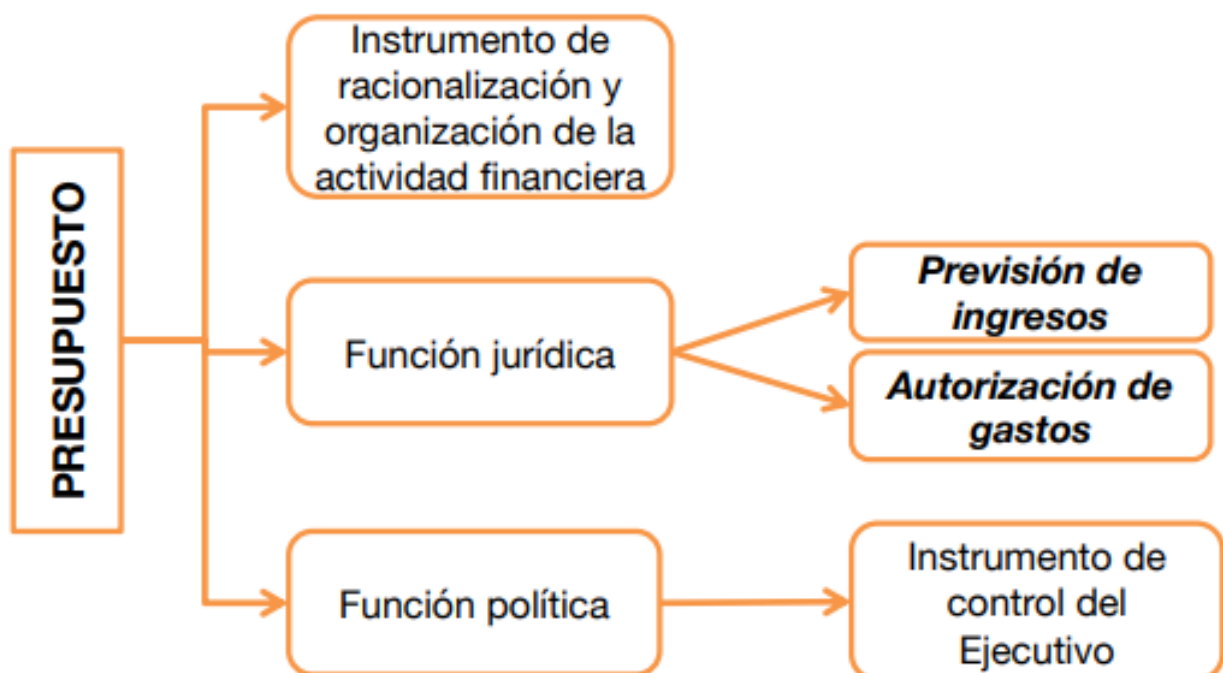 PRESUPUESTO
Instrumento de
racionalización y
organización de la
actividad financiera
Función jurídica
Previsión de
ingresos
Autorización de
gastos
Función política
Instrumento de
control del
Ejecutivo